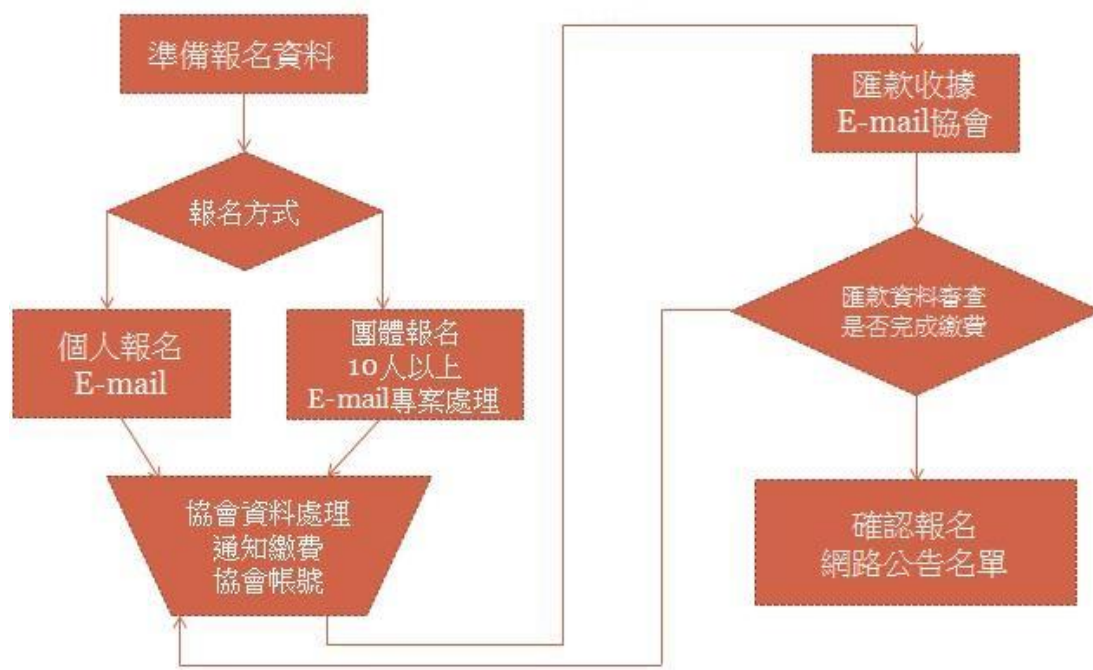 準備報名資料
報名方式
個人報名
E-mail
團體報名
10人以上
E-mail專案處理
協會資料處理
通知繳費
協會帳號
匯款收據
E-mail協會
匯款資料審查
是否完成繳費
確認報名
網路公告名單